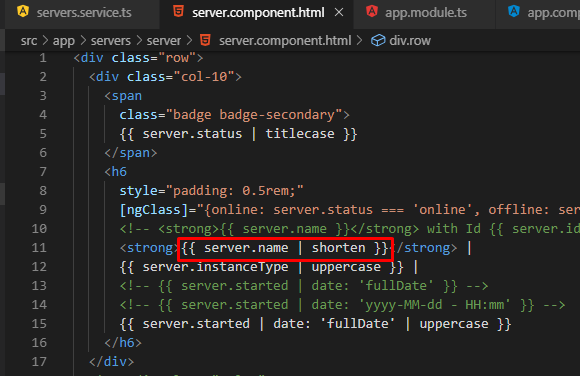 servers.service.ts server.component.html × app.module.ts app.comp
src > app > servers > server > server.component.html > div.row
1 <div class="row">
2 <div class="col-10">
3 <span
4 class="badge badge-secondary">
5 {{ server.status | titlecase }}
6 </span>
7 <h6
8 style="padding: 0.5rem;"
9 [ngClass]="{online: server.status === 'online', offline: ser
10 <!-- <strong>{{ server.name }}</strong> with Id {{ server.id
11 <strong>{{ server.name | shorten }}</strong> |
12 {{ server.instanceType | uppercase }} |
13 <!-- {{ server.started | date: 'fullDate' }} -->
14 <!-- {{ server.started | date: 'yyyy-MM-dd - HH:mm' }} -->
15 {{ server.started | date: 'fullDate' | uppercase }}
16 </h6>
17 </div>